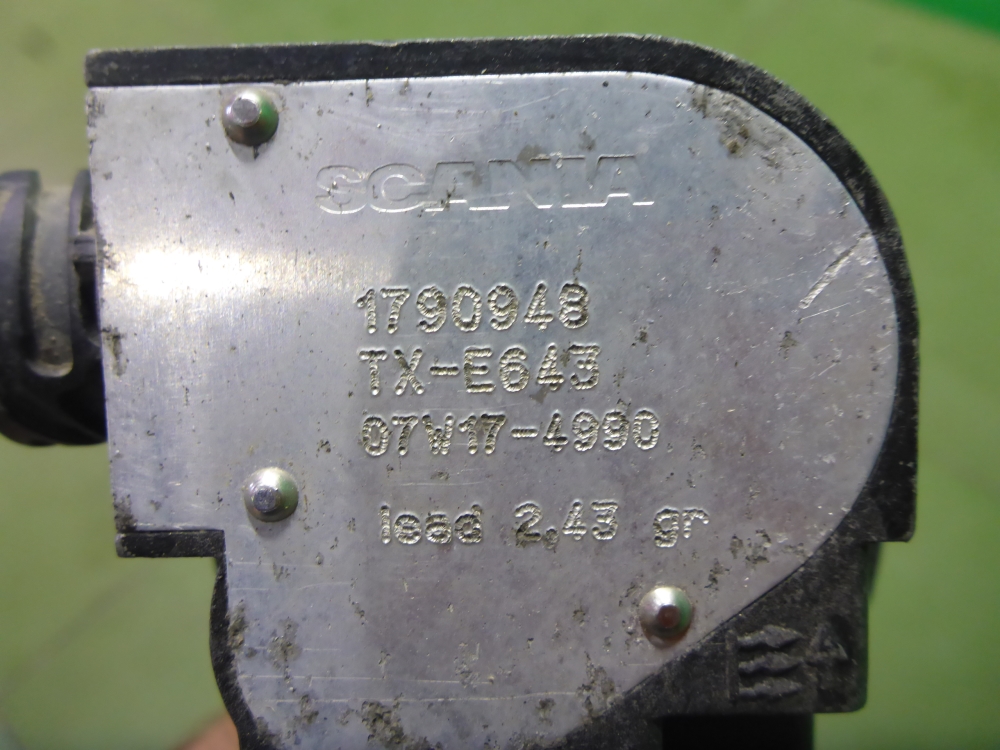 SCANIA
1790948
TX-E643
07W17-4990
lead 2,43 gr